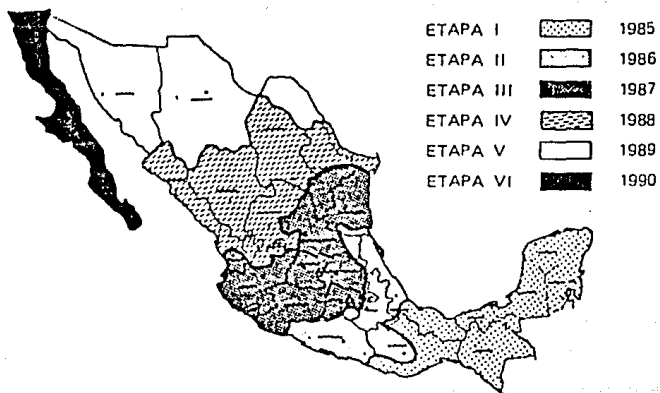 ETAPA I 1985
ETAPA II 1986
ETAPA III 1987
ETAPA IV 1988
ETAPA V 1989
ETAPA VI 1990